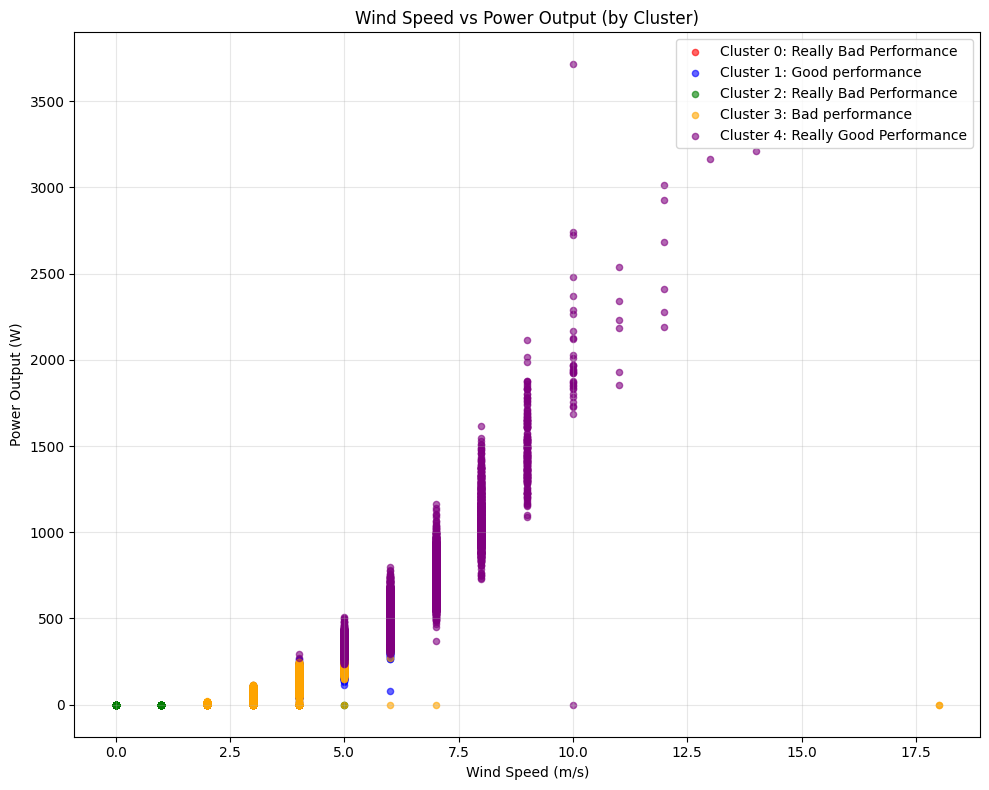 Wind Speed vs Power Output (by Cluster)
Cluster 0: Really Bad Performance
Cluster 1: Good performance
Cluster 2: Really Bad Performance
Cluster 3: Bad performance
Cluster 4: Really Good Performance
Power Output (W)
3500
3000
2500
2000
1500
1000
500
0
0.0 2.5 5.0 7.5 10.0 12.5 15.0 17.5
Wind Speed (m/s)